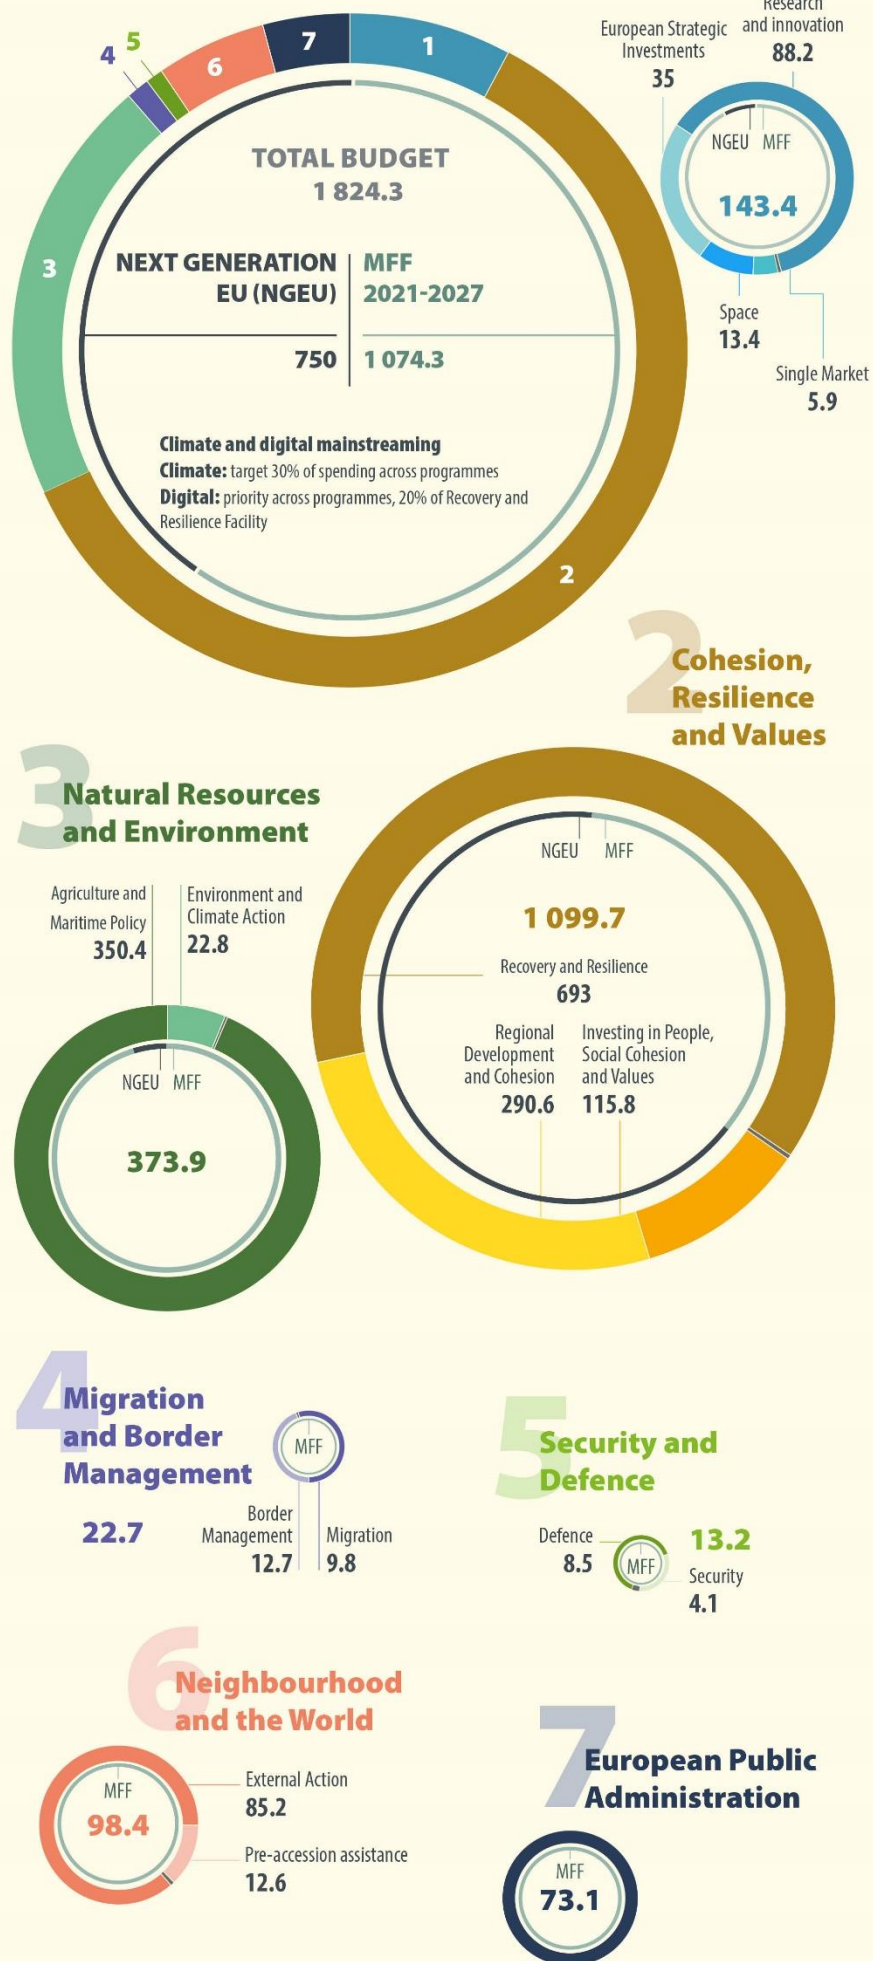 Research
and innovation
88.2
European Strategic
Investments
35
NGEU MFF
143.4
Space
13.4
Single Market
5.9
4
5
6
7
1
3
2
TOTAL BUDGET
1 824.3
NEXT GENERATION
EU (NGEU)
MFF
2021-2027
750
1 074.3
Climate and digital mainstreaming
Climate: target 30% of spending across programmes
Digital: priority across programmes, 20% of Recovery and
Resilience Facility
2
Cohesion,
Resilience
and Values
NGEU MFF
1 099.7
Recovery and Resilience
693
Regional
Development
and Cohesion
290.6
Investing in People,
Social Cohesion
and Values
115.8
3
Natural Resources
and Environment
Agriculture and
Maritime Policy
350.4
Environment and
Climate Action
22.8
NGEU MFF
373.9
4
Migration
and Border
Management
22.7
MFF
Border
Management
12.7
Migration
9.8
5
Security and
Defence
13.2
Defence
8.5
MFF
Security
4.1
6
Neighbourhood
and the World
MFF
98.4
External Action
85.2
Pre-accession assistance
12.6
7
European Public
Administration
MFF
73.1